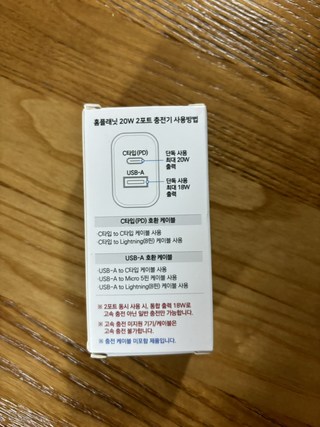 홈플래닛 20W 2포트 충전기 사용방법
C타입(PD)
단독 사용
최대 20W
출력
USB-A
단독 사용
최대 18W
출력
C타입(PD) 호환 케이블
·C타입 to C타입 케이블 사용
·C타입 to Lightning(8핀) 케이블 사용
USB-A 호환 케이블
·USB-A to C타입 케이블 사용
·USB-A to Micro 5핀 케이블 사용
·USB-A to Lightning(8핀) 케이블 사용
※ 2포트 동시 사용 시, 통합 출력 18W로
고속 충전 아닌 일반 충전만 가능합니다.
※ 고속 충전 미지원 기기/케이블은
고속 충전 불가합니다.
※ 충전 케이블 미포함 제품입니다.